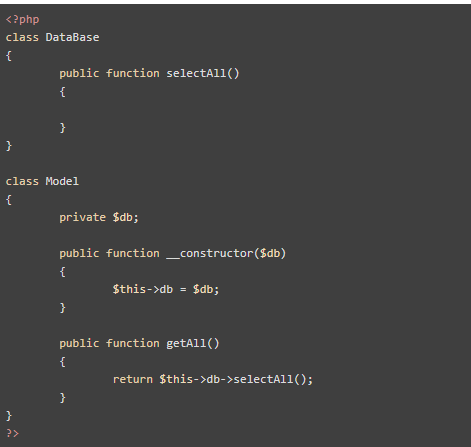 <?php
class DataBase
{
public function selectAll()
{
}
}
class Model
{
private $db;
public function __constructor($db)
{
$this->db = $db;
}
public function getAll()
{
return $this->db->selectAll();
}
}
?>